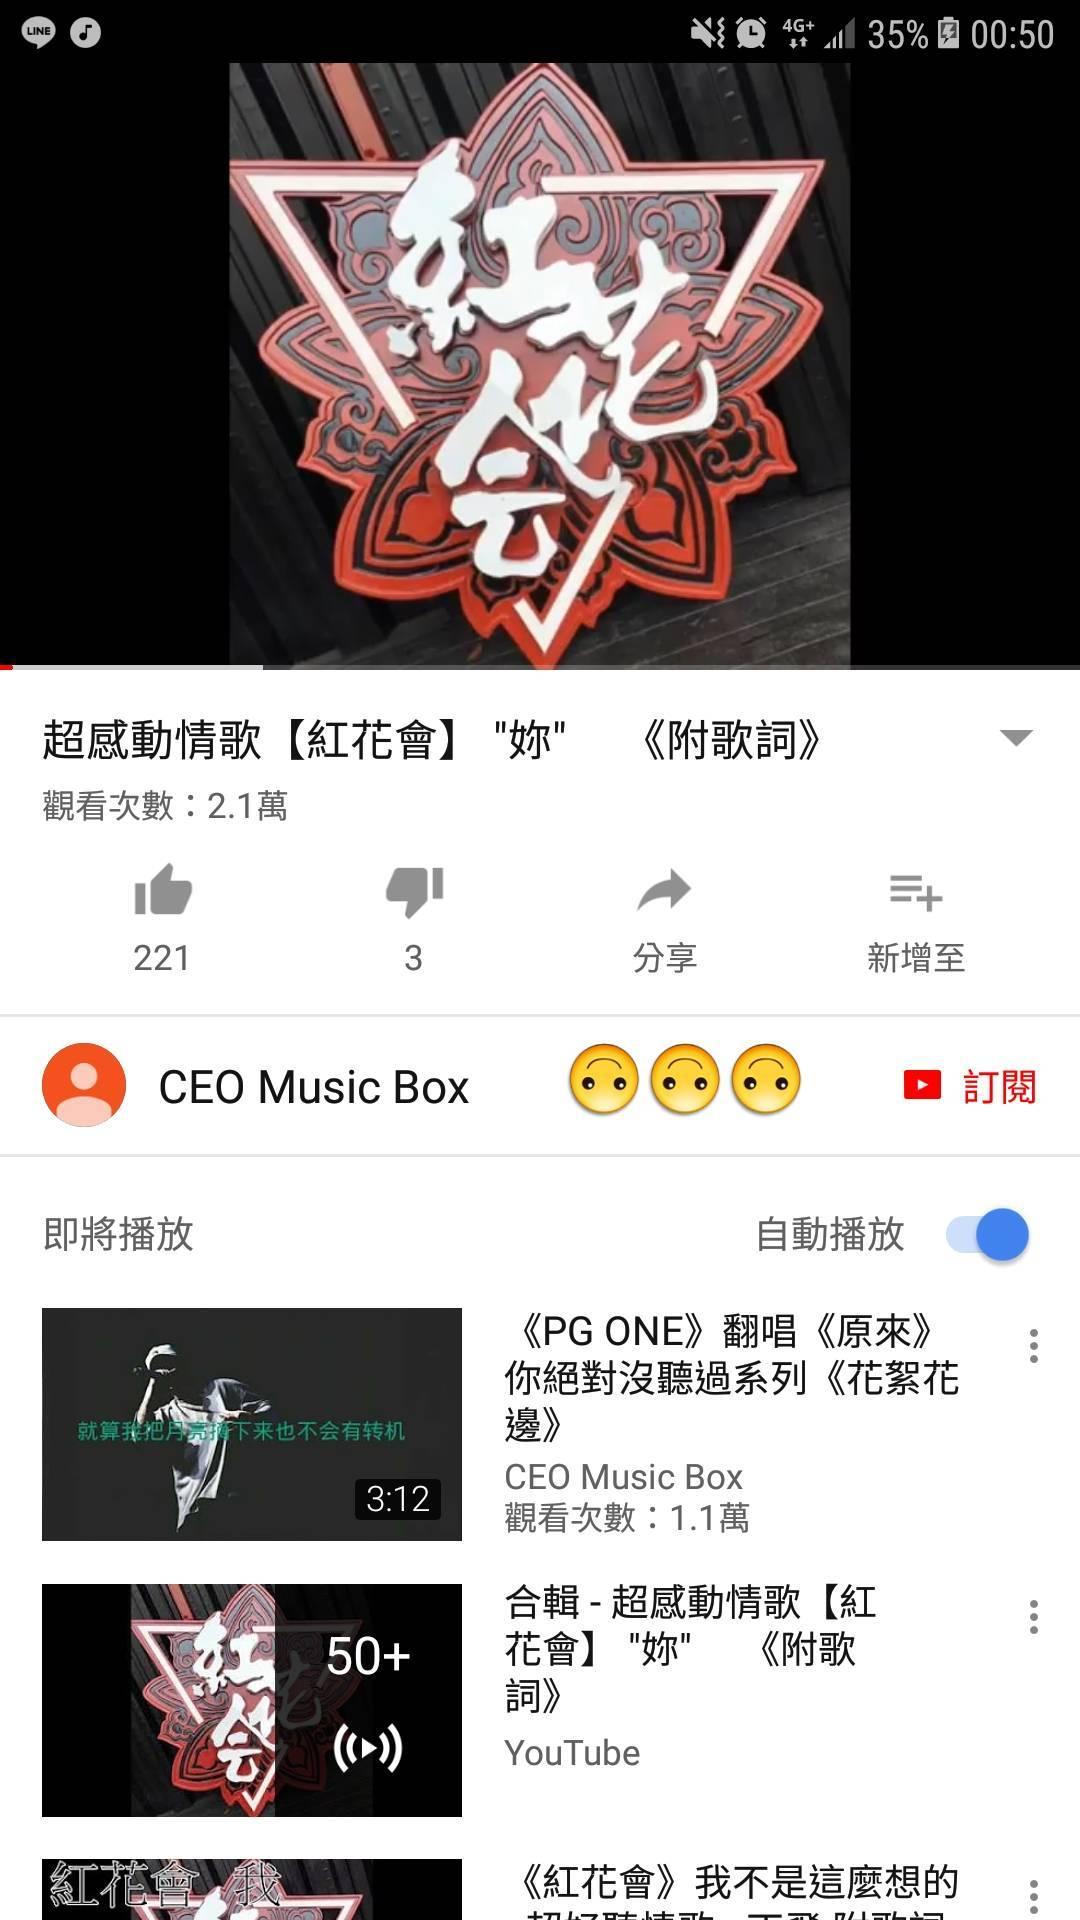 LINE
4G+ 35% 00:50
紅花会
超感動情歌【紅花會】 "妳" 《附歌詞》
觀看次數：2.1萬
221 3 分享 新增至
CEO Music Box 訂閱
即將播放 自動播放
就算我把月亮摘下来也不会有转机
3:12
《PG ONE》翻唱《原來》
你絕對沒聽過系列《花絮花
邊》
CEO Music Box
觀看次數：1.1萬
紅花会
50+
合輯 - 超感動情歌【紅
花會】 "妳" 《附歌
詞》
YouTube
紅花會 我
《紅花會》我不是這麼想的